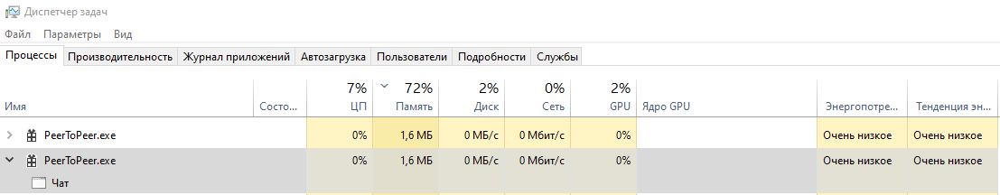 Диспетчер задач
Файл Параметры Вид
Процессы Производительность Журнал приложений Автозагрузка Пользователи Подробности Службы
7% 72% 2% 0% 2%
Имя Состо... ЦП Память Диск Сеть GPU Ядро GPU Энергопотре... Тенденция эн...
PeerToPeer.exe 0% 1,6 МБ 0 МБ/с 0 Мбит/с 0% Очень низкое Очень низкое
PeerToPeer.exe 0% 1,6 МБ 0 МБ/с 0 Мбит/с 0% Очень низкое Очень низкое
Чат